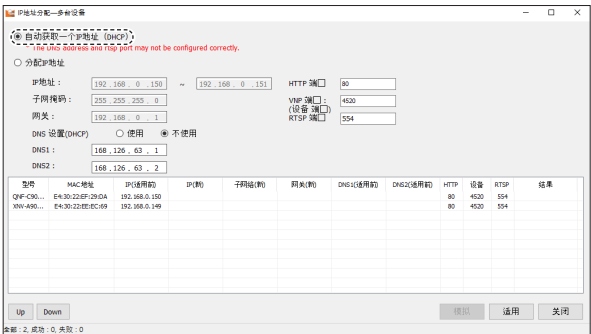 IP地址分配—多台设备
自动获取一个IP地址 (DHCP)
The DNS address and rtsp port may not be configured correctly.
分配IP地址
IP地址： 192 . 168 . 0 . 150 ~ 192 . 168 . 0 . 151 HTTP 端口 80
子网掩码： 255 . 255 . 255 . 0 VNP 端口： 4520
(设备 端口)
网关： 192 . 168 . 0 . 1 RTSP 端口 554
DNS 设置(DHCP) 使用 不使用
DNS1： 168 . 126 . 63 . 1
DNS2： 168 . 126 . 63 . 2
型号 MAC地址 IP(适用前) IP(新) 子网络(新) 网关(新) DNS1(适用前) DNS2(适用前) HTTP 设备 RTSP 结果
QNF-C90... E4:30:22:EF:29:DA 192.168.0.150 80 4520 554
XNV-A90... E4:30:22:EE:EC:69 192.168.0.149 80 4520 554
Up Down 模拟 适用 关闭
全部 : 2, 成功 : 0, 失败 : 0